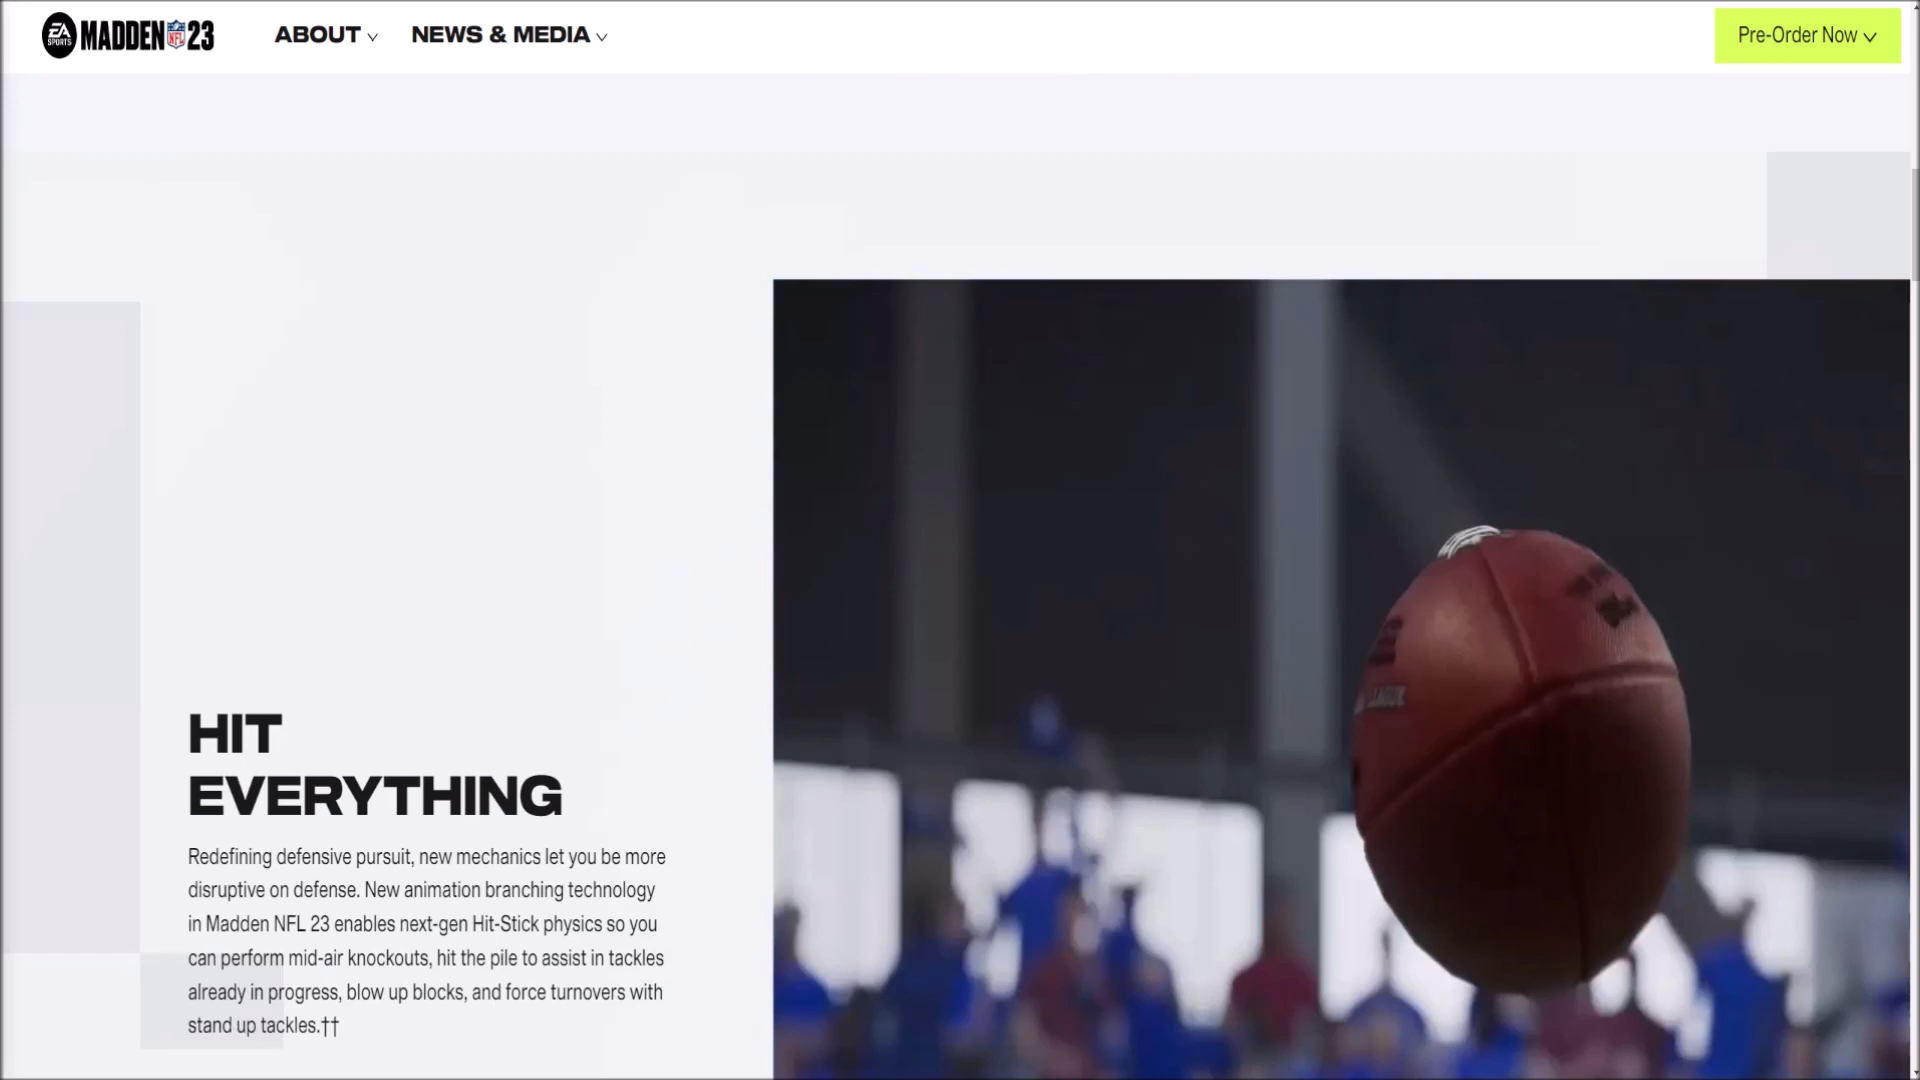 EA SPORTS MADDEN NFL 23
ABOUT
NEWS & MEDIA
Pre-Order Now
LEAGUE
HIT
EVERYTHING
Redefining defensive pursuit, new mechanics let you be more
disruptive on defense. New animation branching technology
in Madden NFL 23 enables next-gen Hit-Stick physics so you
can perform mid-air knockouts, hit the pile to assist in tackles
already in progress, blow up blocks, and force turnovers with
stand up tackles.††